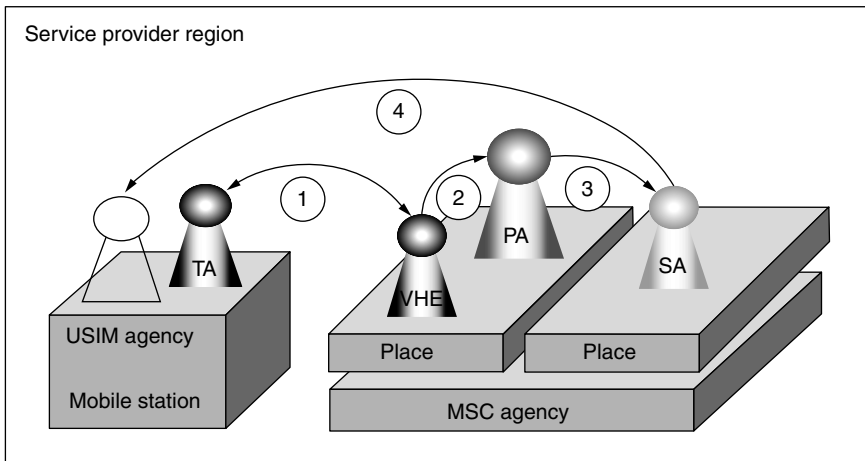 Service provider region
4
1
2
3
PA
TA
SA
VHE
USIM agency
Place
Place
Mobile station
MSC agency